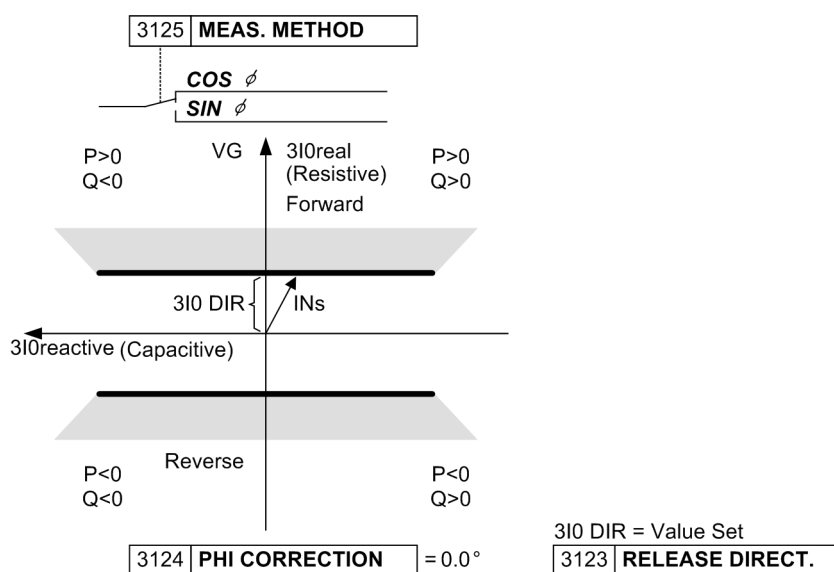 3125 MEAS. METHOD
COS ϕ
SIN ϕ
P>0
Q<0
VG
3I0real
(Resistive)
Forward
P>0
Q>0
3I0 DIR
INs
3I0reactive (Capacitive)
Reverse
P<0
Q<0
P<0
Q>0
3I0 DIR = Value Set
3124 PHI CORRECTION = 0.0°
3123 RELEASE DIRECT.